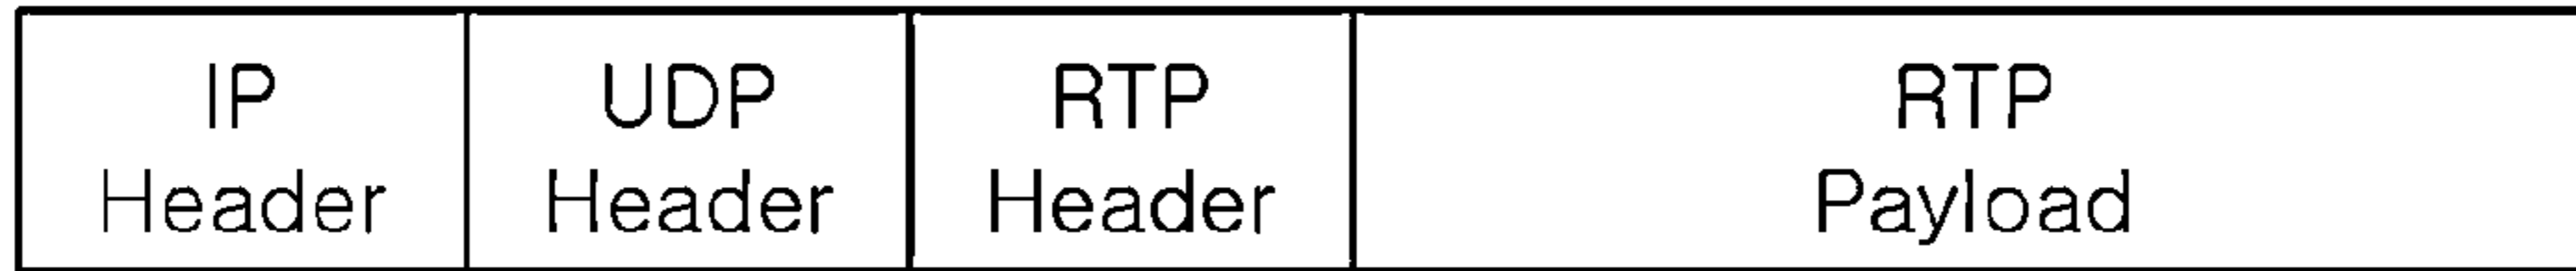 IP
Header
UDP
Header
RTP
Header
RTP
Payload